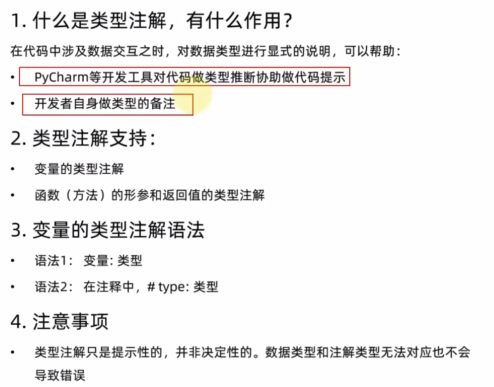 1. 什么是类型注解，有什么作用？
在代码中涉及数据交互之时，对数据类型进行显式的说明，可以帮助：
• PyCharm等开发工具对代码做类型推断协助做代码提示
• 开发者自身做类型的备注
2. 类型注解支持：
• 变量的类型注解
• 函数（方法）的形参和返回值的类型注解
3. 变量的类型注解语法
• 语法1： 变量: 类型
• 语法2： 在注释中，# type: 类型
4. 注意事项
• 类型注解只是提示性的，并非决定性的。数据类型和注解类型无法对应也不会
导致错误